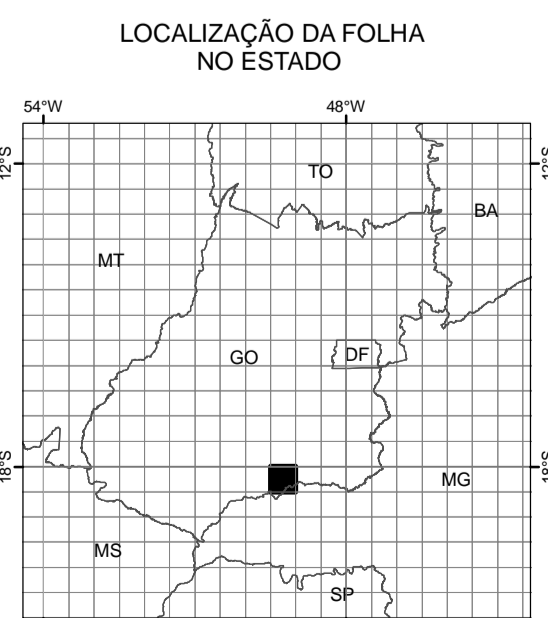 LOCALIZAÇÃO DA FOLHA
NO ESTADO
54°W 48°W
12°S 12°S
TO
BA
MT
GO DF
18°S 18°S
MG
MS
SP